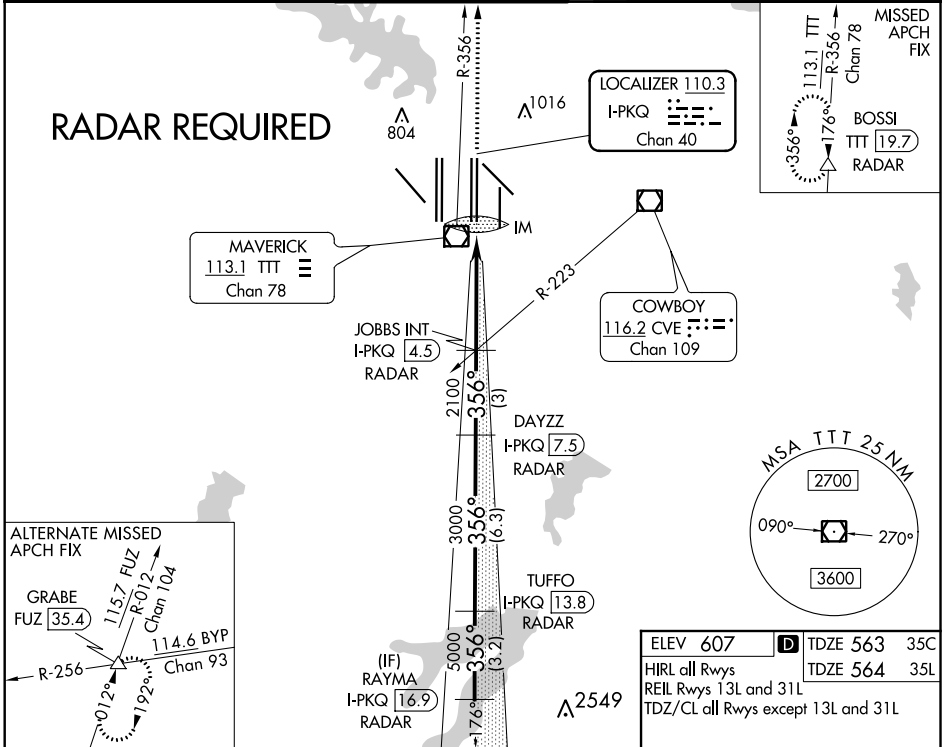 RADAR REQUIRED
804
1016
R-356
LOCALIZER 110.3
I-PKQ
Chan 40
MISSED
APCH
FIX
113.1 TTT
R-356
Chan 78
356°
176°
BOSSI
TTT 19.7
RADAR
IM
MAVERICK
113.1 TTT
Chan 78
R-223
COWBOY
116.2 CVE
Chan 109
JOBBS INT
I-PKQ 4.5
RADAR
2100
356°
(3)
DAYZZ
I-PKQ 7.5
RADAR
3000
356°
(6.3)
TUFFO
I-PKQ 13.8
RADAR
5000
356°
(3.2)
(IF)
RAYMA
I-PKQ 16.9
RADAR
176°
2549
MSA TTT 25 NM
2700
090°
270°
3600
ALTERNATE MISSED
APCH FIX
115.7 FUZ
R-012
Chan 104
GRABE
FUZ 35.4
114.6 BYP
Chan 93
R-256
012°
192°
ELEV 607 D TDZE 563 35C
TDZE 564 35L
HIRL all Rwys
REIL Rwys 13L and 31L
TDZ/CL all Rwys except 13L and 31L